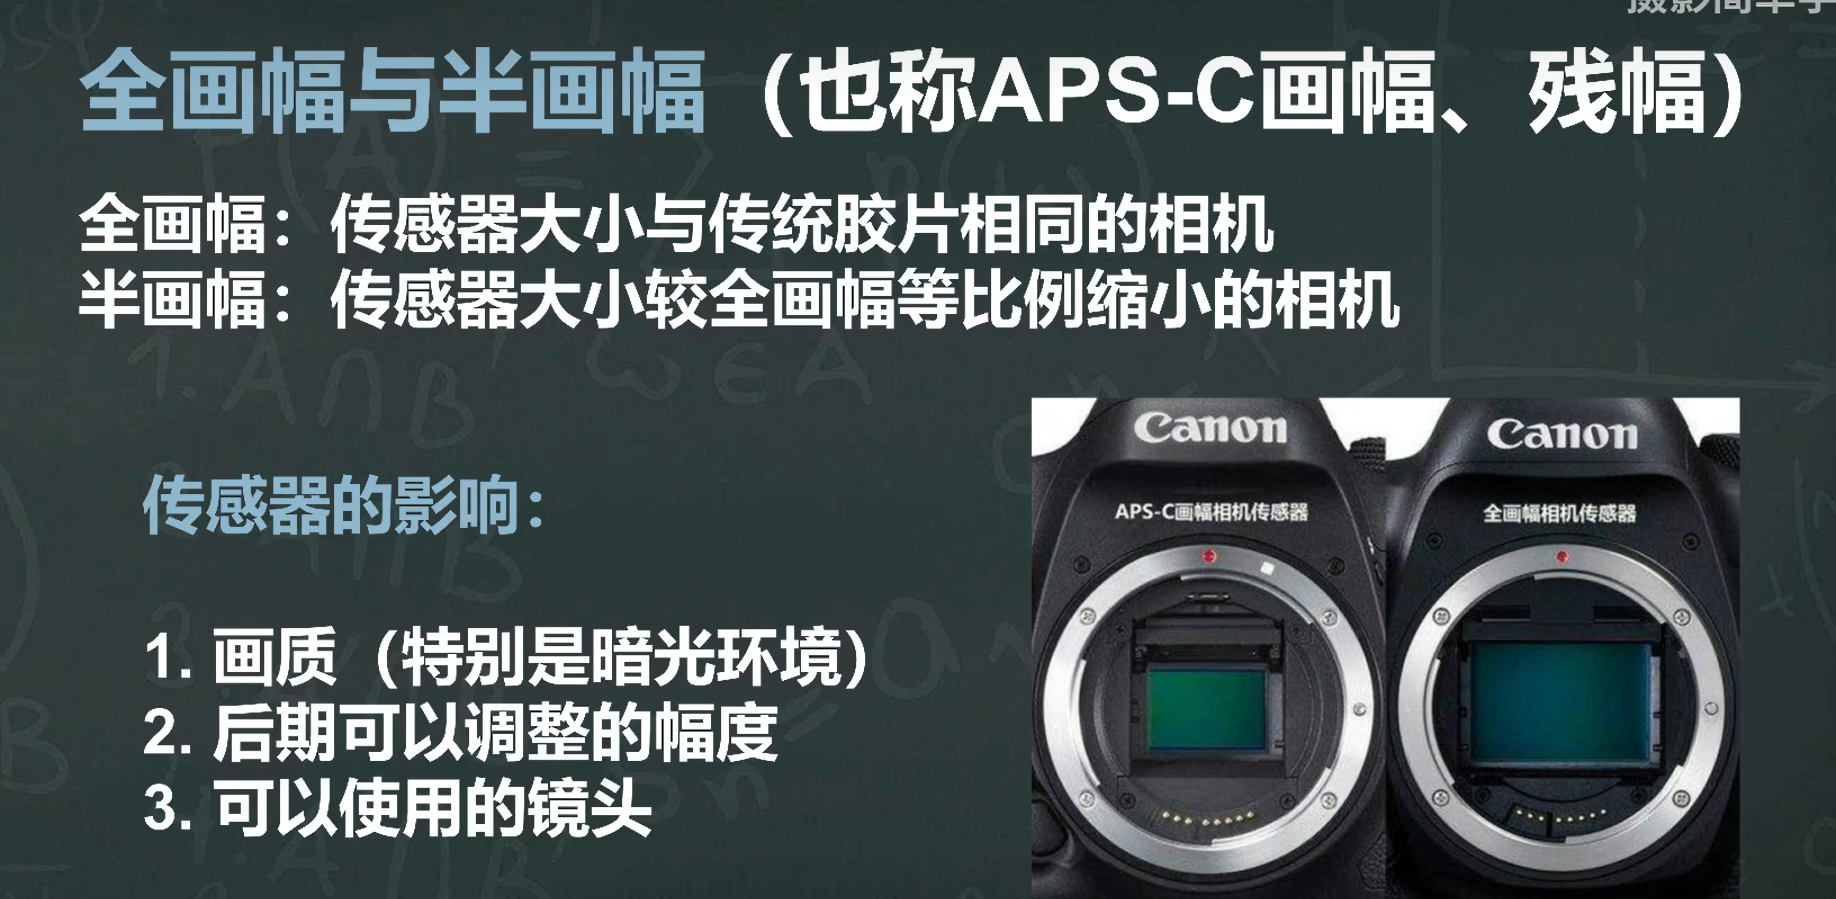 摄影简单学
全画幅与半画幅（也称APS-C画幅、残幅）
全画幅：传感器大小与传统胶片相同的相机
半画幅：传感器大小较全画幅等比例缩小的相机
传感器的影响：
1. 画质（特别是暗光环境）
2. 后期可以调整的幅度
3. 可以使用的镜头
Canon
APS-C画幅相机传感器
Canon
全画幅相机传感器